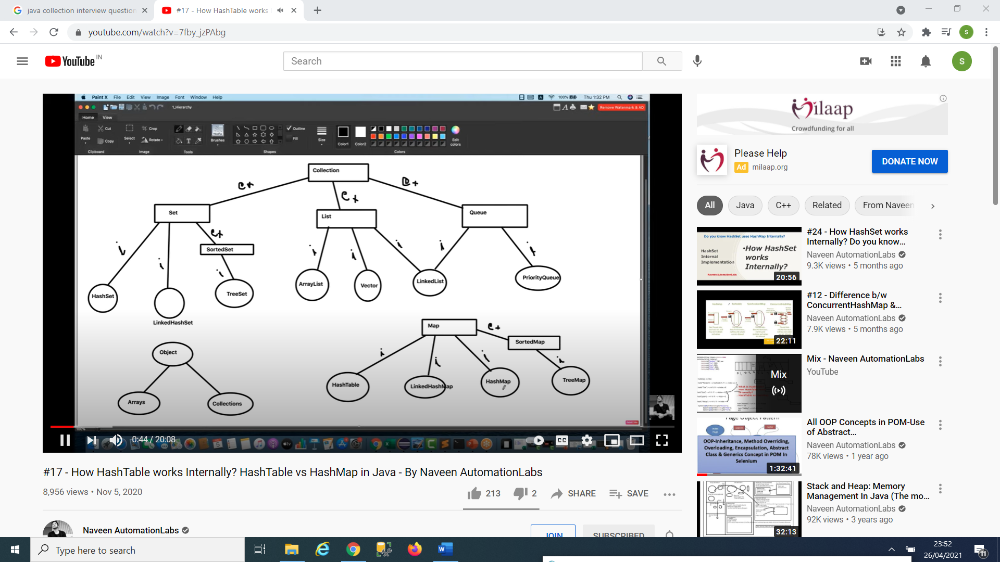 java collection interview question
#17 - How HashTable works
youtube.com/watch?v=7fby_jzPAbg
S
YouTube IN
Search
S
Paint X File Edit View Image Font Window Help
100%
Thu 1:32 PM
1_Hierarchy
Remove Watermark & AD
Home View
Paste
Cut
Copy
Clipboard
Select
Crop
Rotate
Image
Tools
Brushes
Outline
Fill
Shapes
Size
Color1
Color2
Edit colors
Colors
Collection
e+
e+
Set
List
Queue
e+
SortedSet
i
i
i
i
i
i
i
i
HashSet
LinkedHashSet
TreeSet
ArrayList
Vector
LinkedList
PriorityQueue
Map
e+
SortedMap
i
i
i
i
HashTable
LinkedHashMap
HashMap
TreeMap
Object
Arrays
Collections
100%
0:44 / 20:08
CC
#17 - How HashTable works Internally? HashTable vs HashMap in Java - By Naveen AutomationLabs
8,956 views • Nov 5, 2020
213
2
SHARE
SAVE
Naveen AutomationLabs
JOIN
SUBSCRIBED
Milaap
Crowdfunding for all
Please Help
Ad milaap.org
DONATE NOW
All
Java
C++
Related
From Naveen
Do you know HashSet uses HashMap Internally?
HashSet
Internal
Implementation
•How HashSet
works
Internally?
Naveen AutomationLabs
20:56
#24 - How HashSet works
Internally? Do you know...
Naveen AutomationLabs
9.3K views • 5 months ago
22:11
#12 - Difference b/w
ConcurrentHashMap &...
Naveen AutomationLabs
7.9K views • 5 months ago
Mix
Mix - Naveen AutomationLabs
YouTube
Page Object Pattern
OOP-Inheritance, Method Overriding,
Overloading, Encapsulation, Abstract
Class & Generics Concept in POM In
Selenium
1:32:41
All OOP Concepts in POM-Use
of Abstract...
Naveen AutomationLabs
78K views • 1 year ago
32:13
Stack and Heap: Memory
Management In Java (The mo...
Naveen AutomationLabs
92K views • 3 years ago
Type here to search
23:52
26/04/2021
11